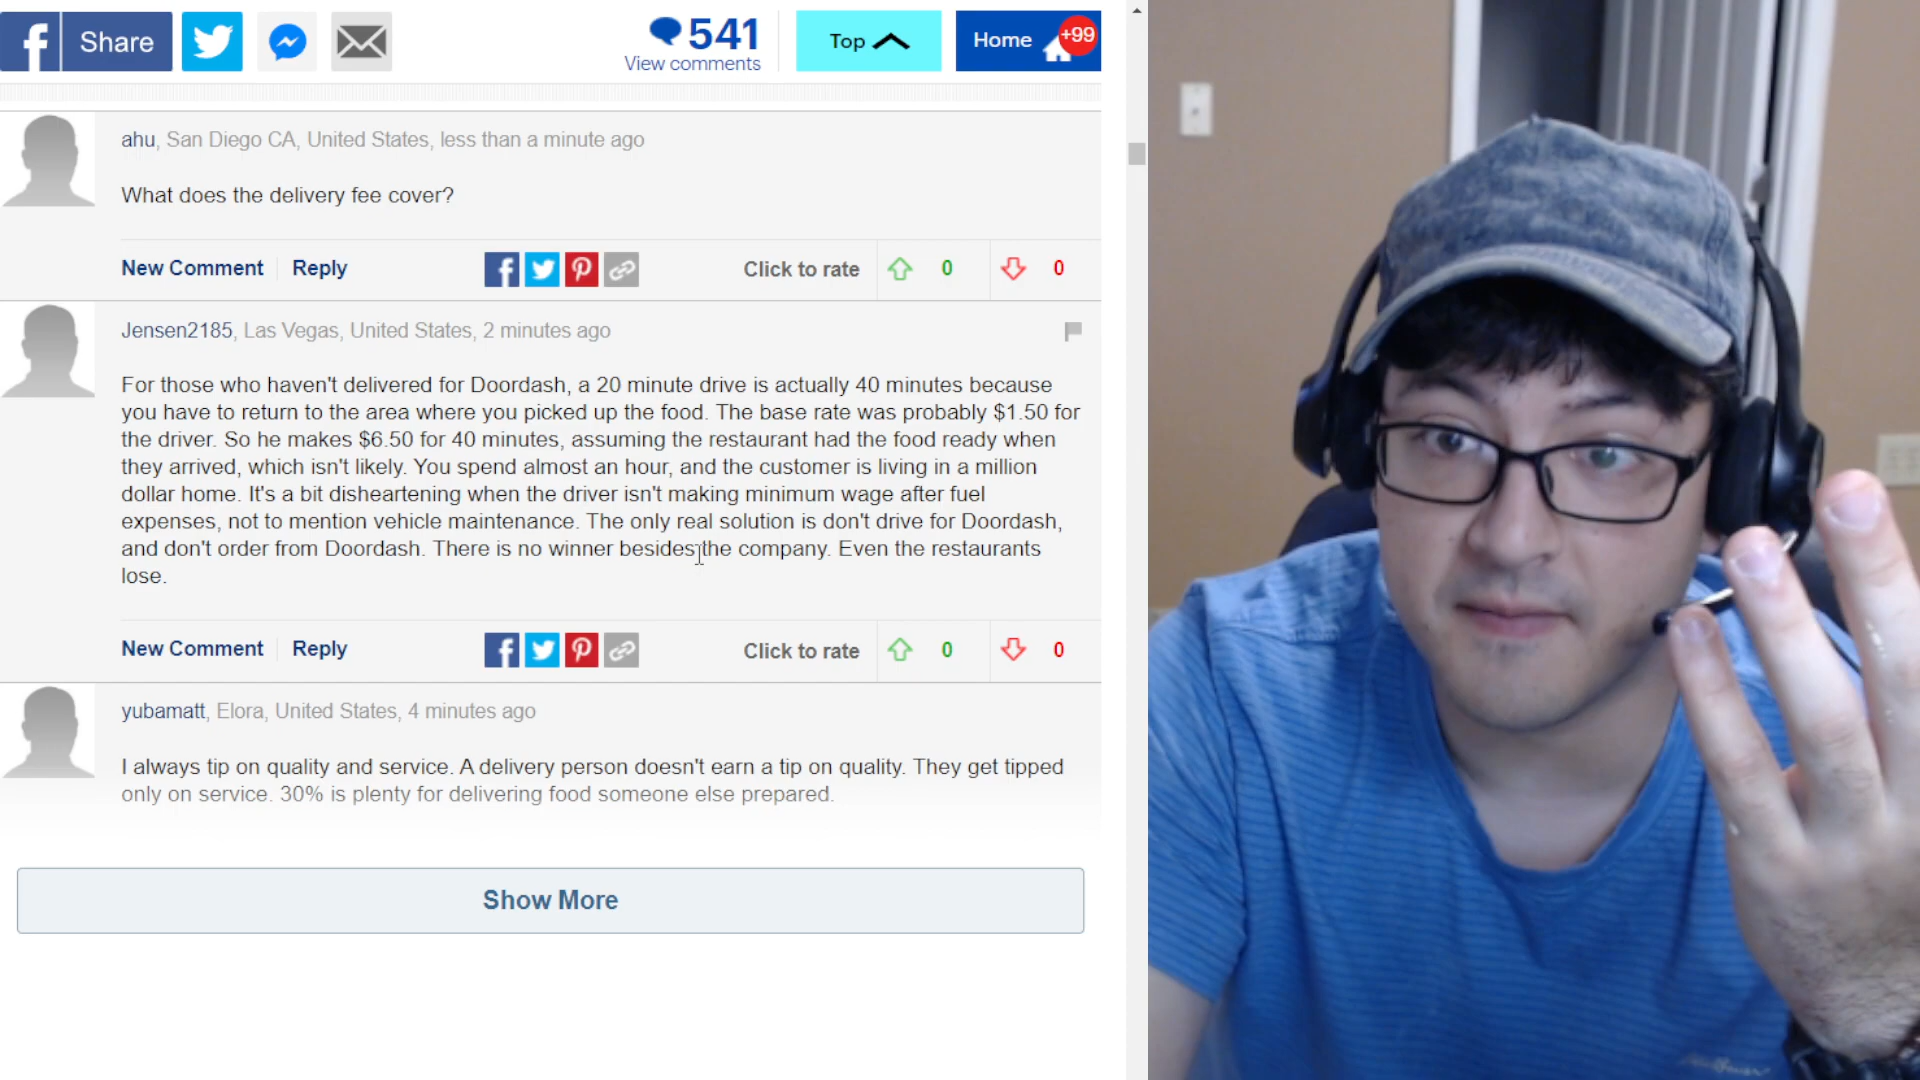 Share
541
View comments
Top
Home
+99
ahu, San Diego CA, United States, less than a minute ago
What does the delivery fee cover?
New Comment Reply
Click to rate 0 0
Jensen2185, Las Vegas, United States, 2 minutes ago
For those who haven't delivered for Doordash, a 20 minute drive is actually 40 minutes because
you have to return to the area where you picked up the food. The base rate was probably $1.50 for
the driver. So he makes $6.50 for 40 minutes, assuming the restaurant had the food ready when
they arrived, which isn't likely. You spend almost an hour, and the customer is living in a million
dollar home. It's a bit disheartening when the driver isn't making minimum wage after fuel
expenses, not to mention vehicle maintenance. The only real solution is don't drive for Doordash,
and don't order from Doordash. There is no winner besides the company. Even the restaurants
lose.
New Comment Reply
Click to rate 0 0
yubamatt, Elora, United States, 4 minutes ago
I always tip on quality and service. A delivery person doesn't earn a tip on quality. They get tipped
only on service. 30% is plenty for delivering food someone else prepared.
Show More